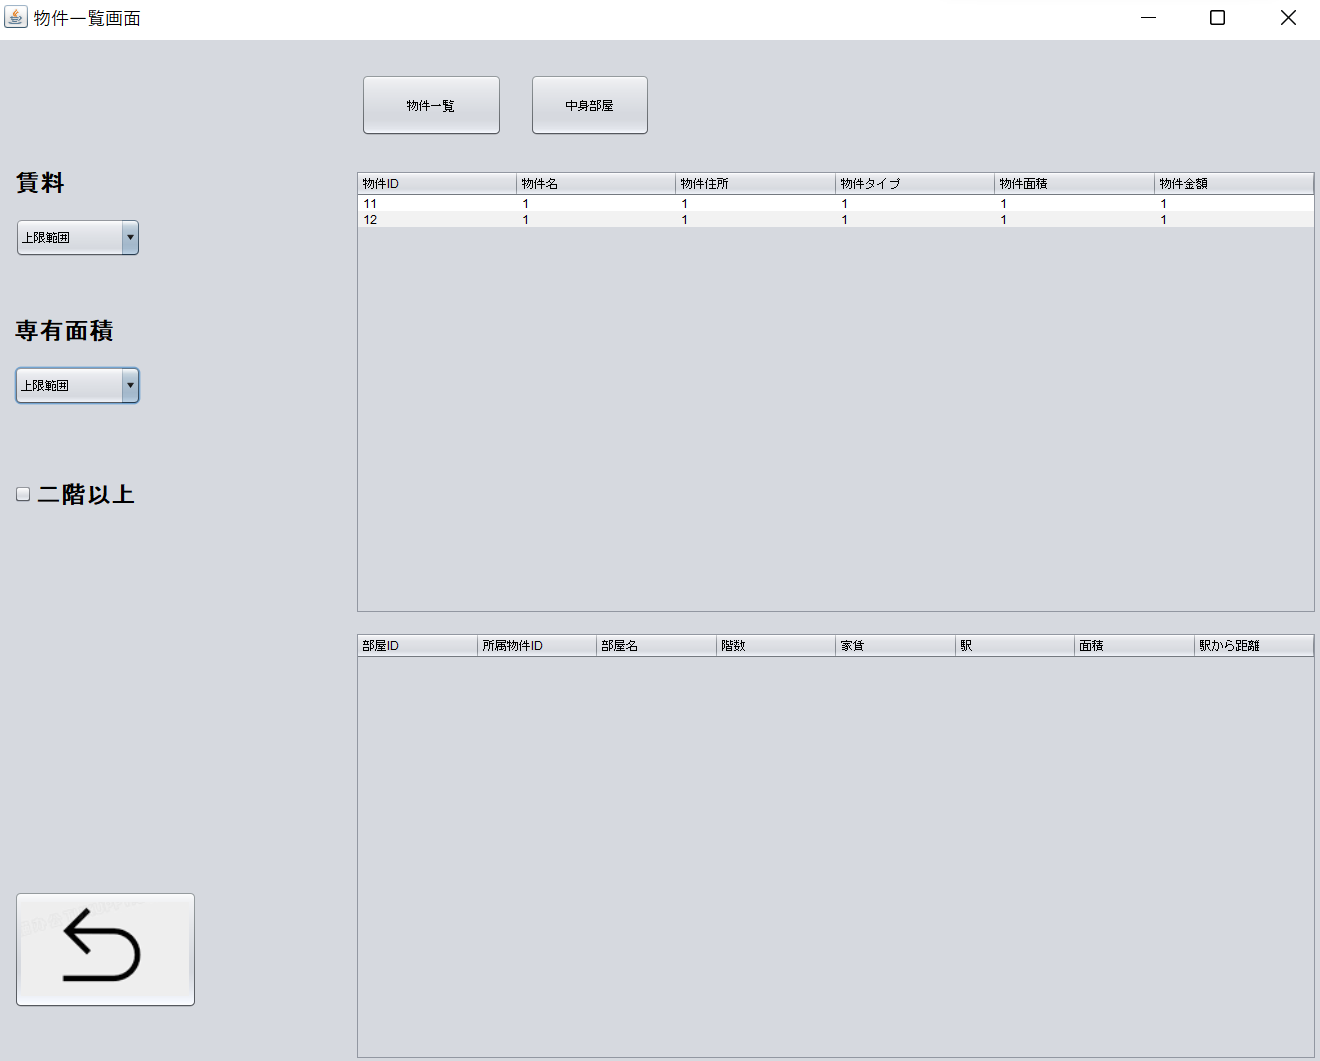 物件一覧画面
物件一覧
中身部屋
賃料
上限範囲
専有面積
上限範囲
二階以上
物件ID 物件名 物件住所 物件タイプ 物件面積 物件金額
11 1 1 1 1 1
12 1 1 1 1 1
部屋ID 所属物件ID 部屋名 階数 家賃 駅 面積 駅から距離